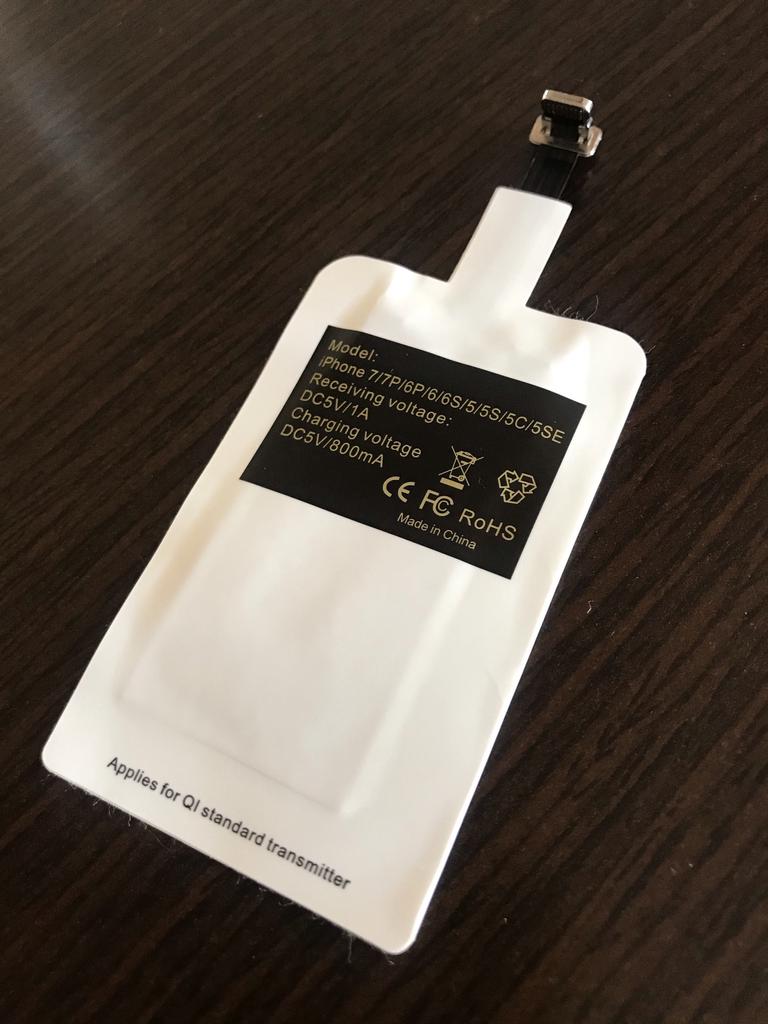 Model:
iPhone 7/7P/6P/6/6S/5/5S/5C/5SE
Receiving voltage:
DC5V/1A
Charging voltage
DC5V/800mA
CE FC RoHS
Made in China
Applies for QI standard transmitter